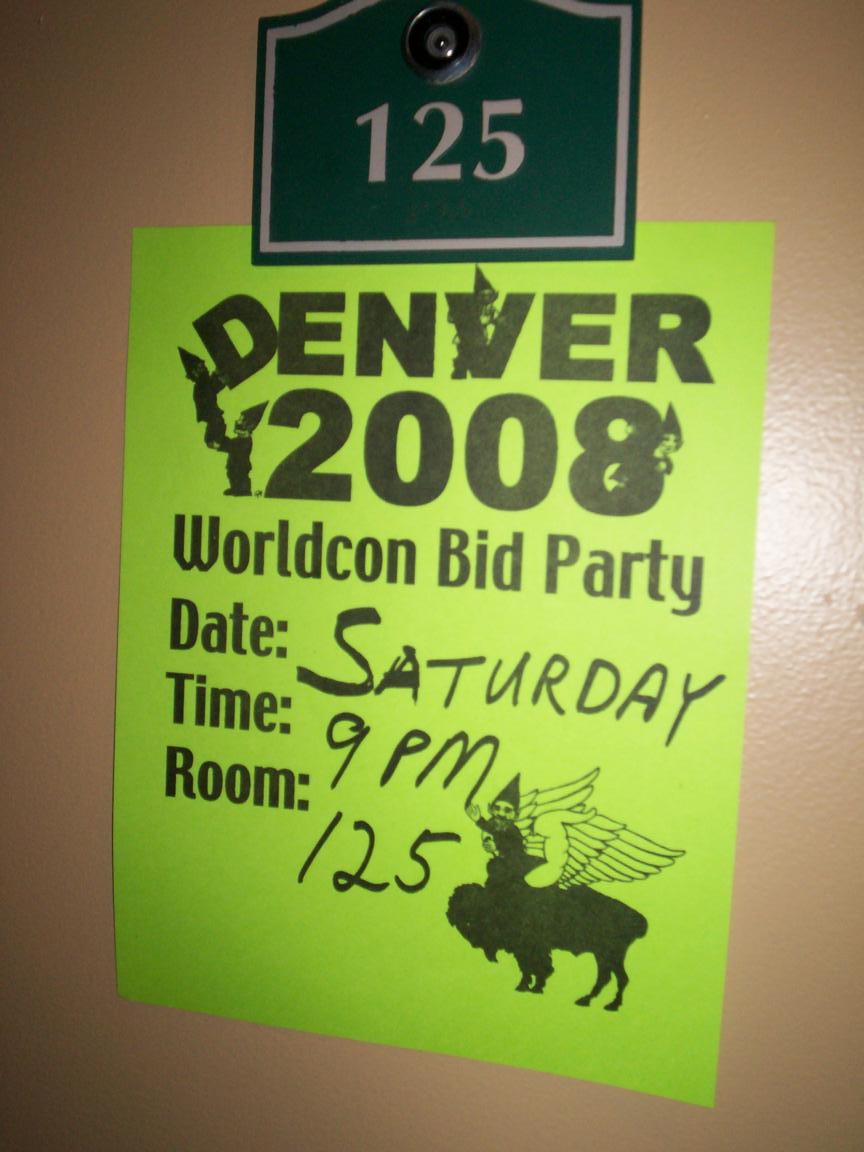 125
DENVER
2008
Worldcon Bid Party
Date: SATURDAY
Time: 9 PM
Room: 125